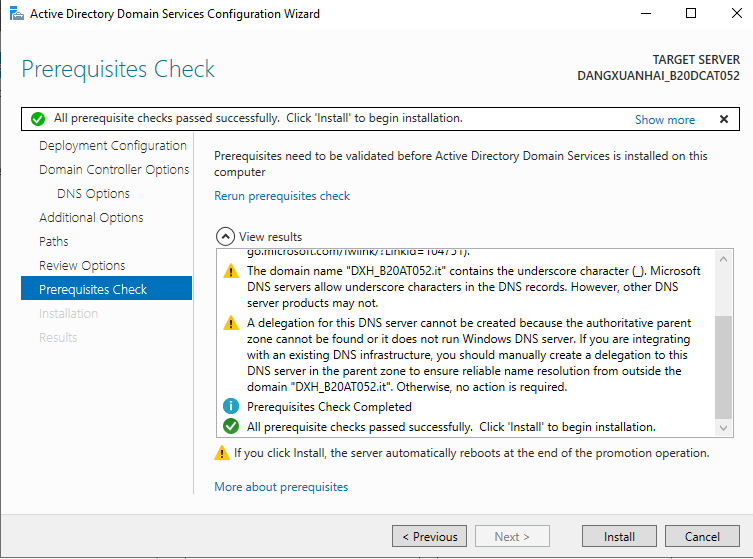 Active Directory Domain Services Configuration Wizard
Prerequisites Check
TARGET SERVER
DANGXUANHAI_B20DCAT052
All prerequisite checks passed successfully. Click 'Install' to begin installation.
Show more
Deployment Configuration
Domain Controller Options
DNS Options
Additional Options
Paths
Review Options
Prerequisites Check
Installation
Results
Prerequisites need to be validated before Active Directory Domain Services is installed on this
computer
Rerun prerequisites check
View results
go.microsoft.com/fwlink/?LinkId=104751).
The domain name "DXH_B20AT052.it" contains the underscore character (_). Microsoft
DNS servers allow underscore characters in the DNS records. However, other DNS
server products may not.
A delegation for this DNS server cannot be created because the authoritative parent
zone cannot be found or it does not run Windows DNS server. If you are integrating
with an existing DNS infrastructure, you should manually create a delegation to this
DNS server in the parent zone to ensure reliable name resolution from outside the
domain "DXH_B20AT052.it". Otherwise, no action is required.
Prerequisites Check Completed
All prerequisite checks passed successfully. Click 'Install' to begin installation.
If you click Install, the server automatically reboots at the end of the promotion operation.
More about prerequisites
< Previous
Next >
Install
Cancel